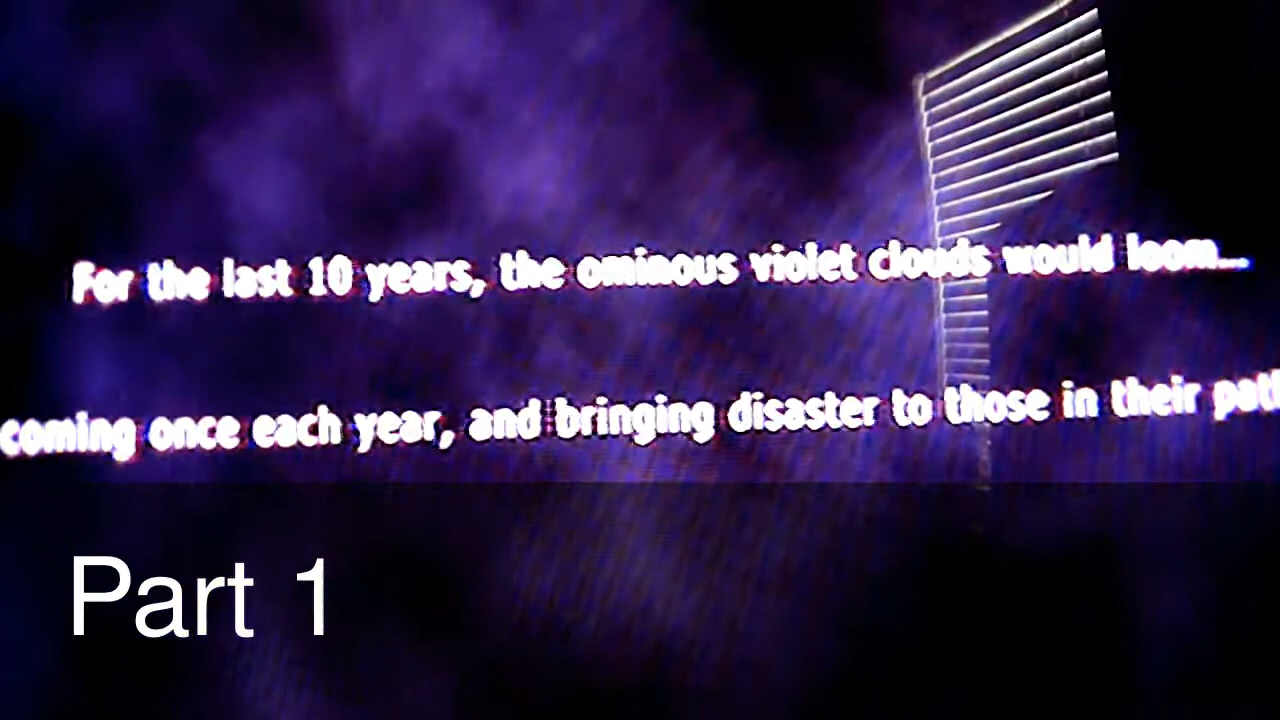 For the last 10 years, the ominous violet clouds would loom...
coming once each year, and bringing disaster to those in their
Part 1